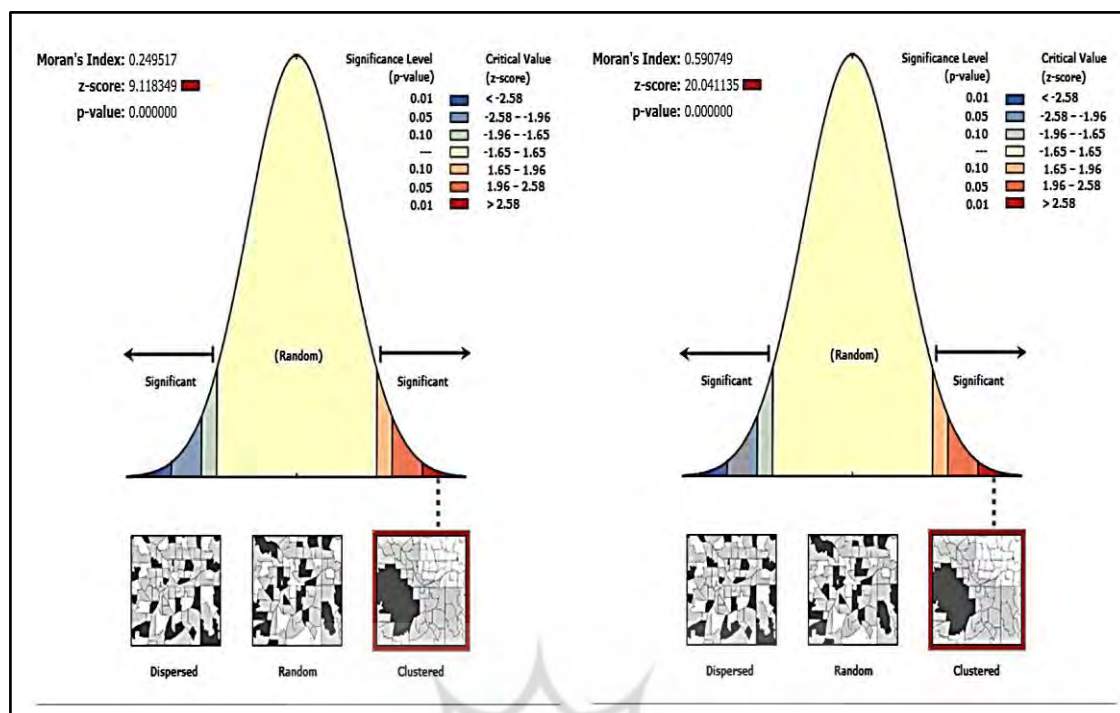 Moran's Index: 0.249517
z-score: 9.118349
p-value: 0.000000
Significance Level
(p-value)
Critical Value
(z-score)
0.01 < -2.58
0.05 -2.58 – -1.96
0.10 -1.96 – -1.65
--- -1.65 – 1.65
0.10 1.65 – 1.96
0.05 1.96 – 2.58
0.01 > 2.58
(Random)
Significant
Significant
Dispersed
Random
Clustered
Moran's Index: 0.590749
z-score: 20.041135
p-value: 0.000000
Significance Level
(p-value)
Critical Value
(z-score)
0.01 < -2.58
0.05 -2.58 – -1.96
0.10 -1.96 – -1.65
--- -1.65 – 1.65
0.10 1.65 – 1.96
0.05 1.96 – 2.58
0.01 > 2.58
(Random)
Significant
Significant
Dispersed
Random
Clustered